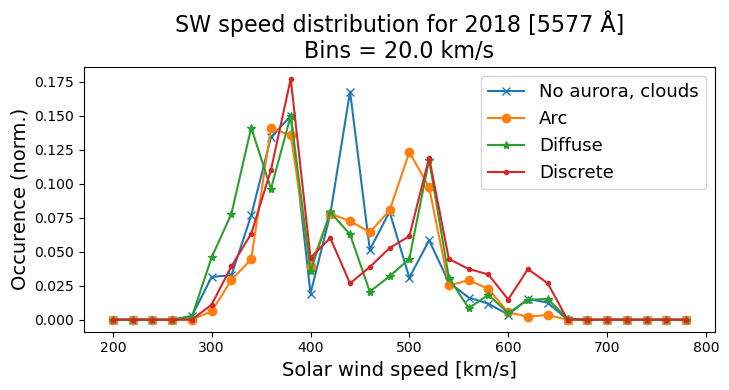 SW speed distribution for 2018 [5577 Å]
Bins = 20.0 km/s
Occurence (norm.)
0.175
0.150
0.125
0.100
0.075
0.050
0.025
0.000
No aurora, clouds
Arc
Diffuse
Discrete
200 300 400 500 600 700 800
Solar wind speed [km/s]